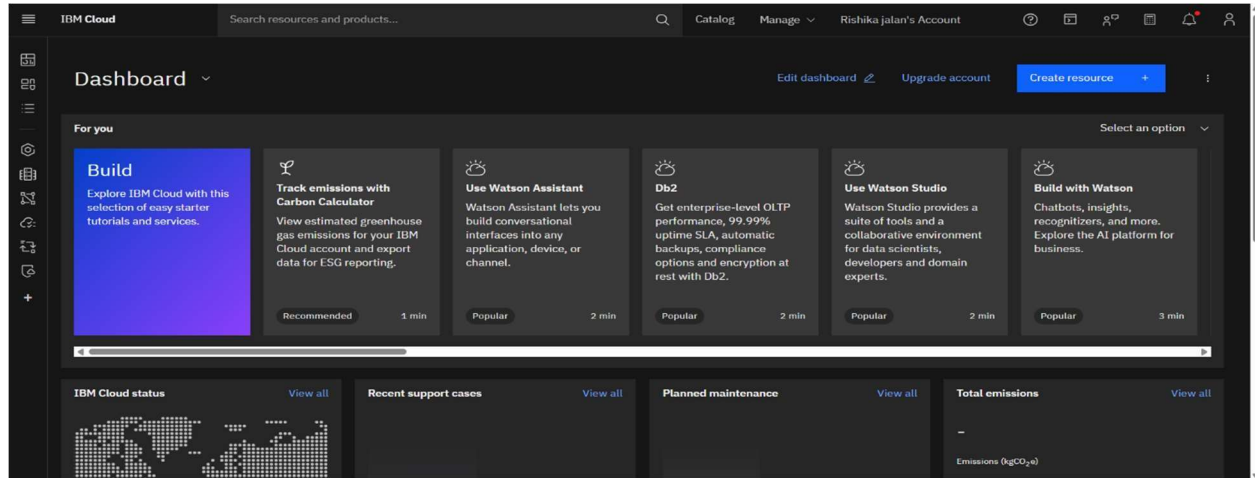 IBM Cloud
Search resources and products...
Catalog
Manage
Rishika jalan's Account
Dashboard
Edit dashboard
Upgrade account
Create resource +
For you
Select an option
Build
Explore IBM Cloud with this
selection of easy starter
tutorials and services.
Track emissions with
Carbon Calculator
View estimated greenhouse
gas emissions for your IBM
Cloud account and export
data for ESG reporting.
Recommended
1 min
Use Watson Assistant
Watson Assistant lets you
build conversational
interfaces into any
application, device, or
channel.
Popular
2 min
Db2
Get enterprise-level OLTP
performance, 99.99%
uptime SLA, automatic
backups, compliance
options and encryption at
rest with Db2.
Popular
2 min
Use Watson Studio
Watson Studio provides a
suite of tools and a
collaborative environment
for data scientists,
developers and domain
experts.
Popular
2 min
Build with Watson
Chatbots, insights,
recognizers, and more.
Explore the AI platform for
business.
Popular
3 min
IBM Cloud status
View all
Recent support cases
View all
Planned maintenance
View all
Total emissions
View all
–
Emissions (kgCO₂e)